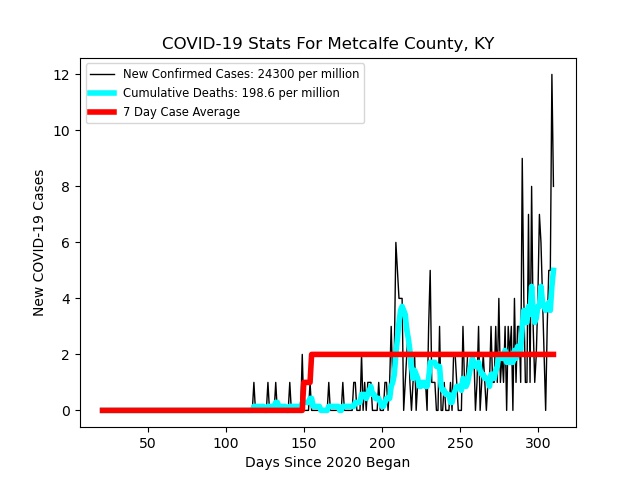 COVID-19 Stats For Metcalfe County, KY
New Confirmed Cases: 24300 per million
Cumulative Deaths: 198.6 per million
7 Day Case Average
New COVID-19 Cases
12
10
8
6
4
2
0
50 100 150 200 250 300
Days Since 2020 Began